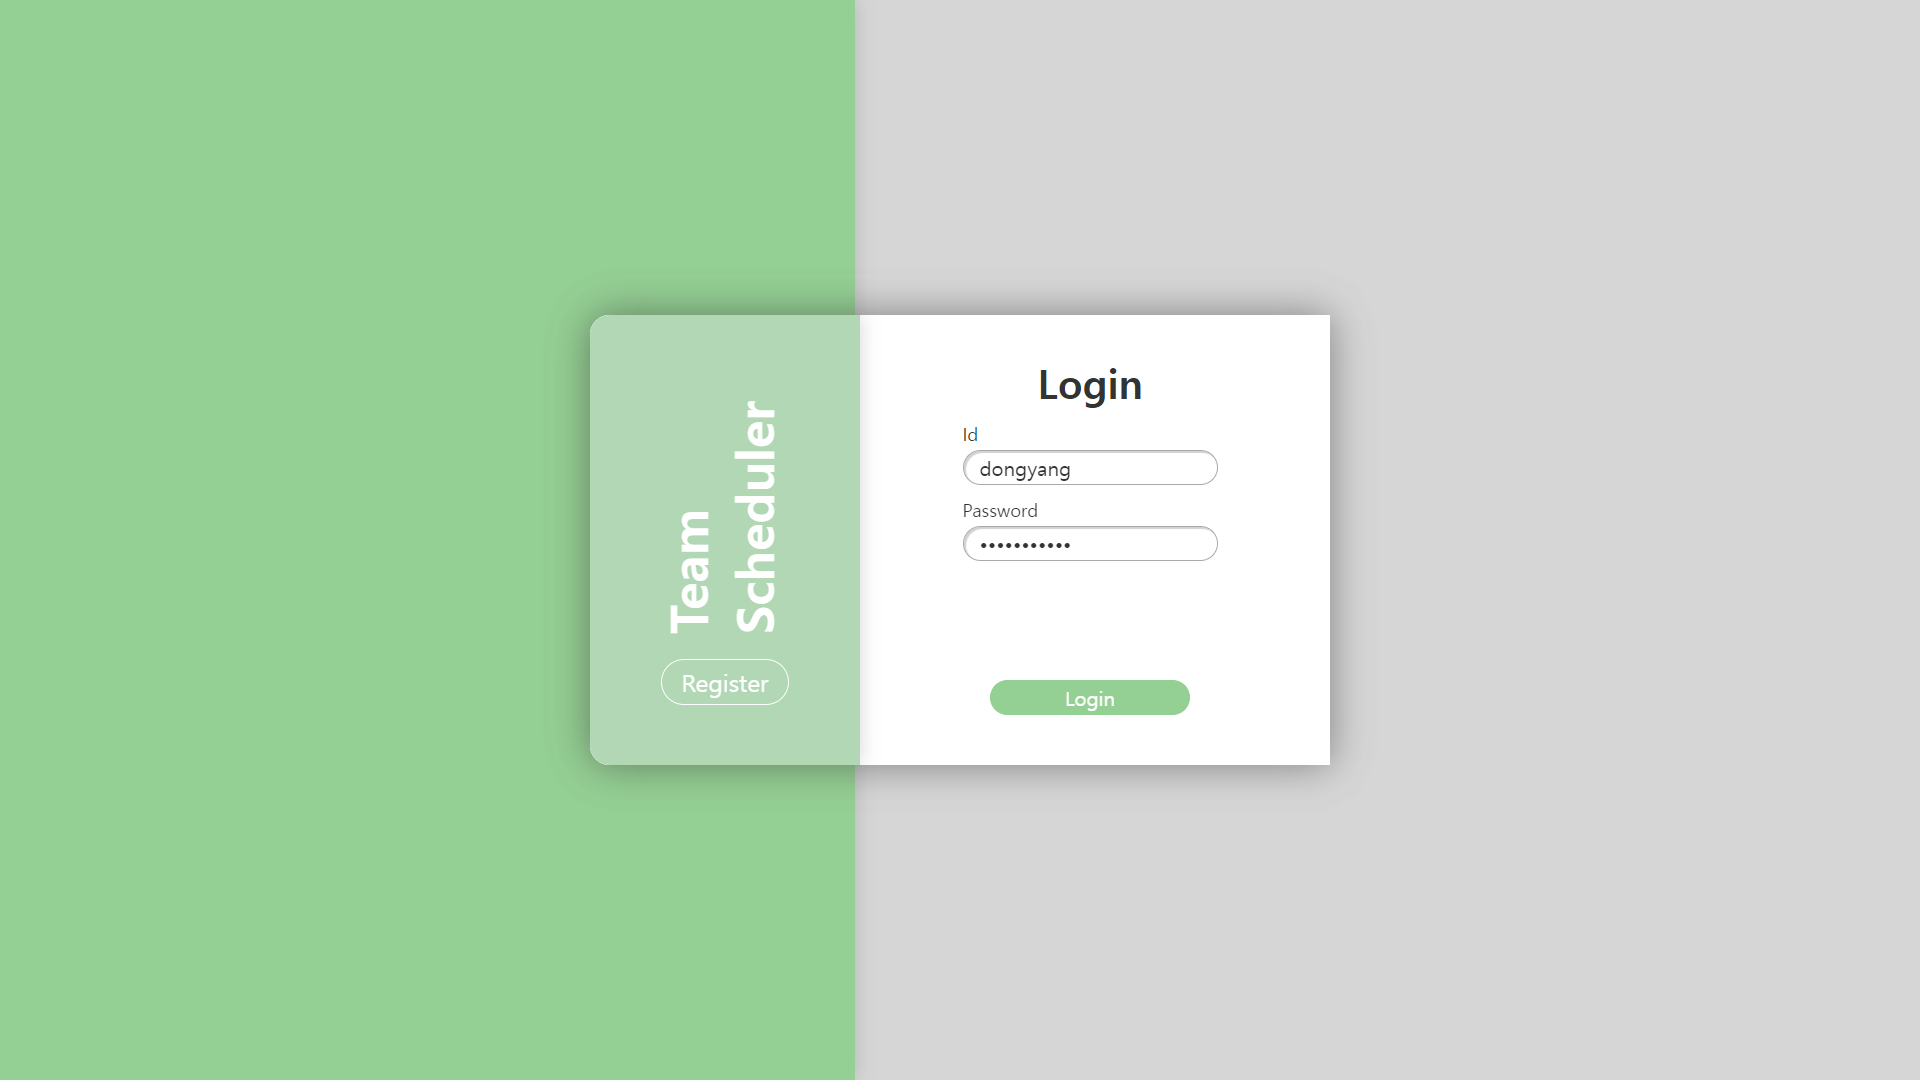 Team
Scheduler
Register
Login
Id
dongyang
Password
•••••••••••
Login